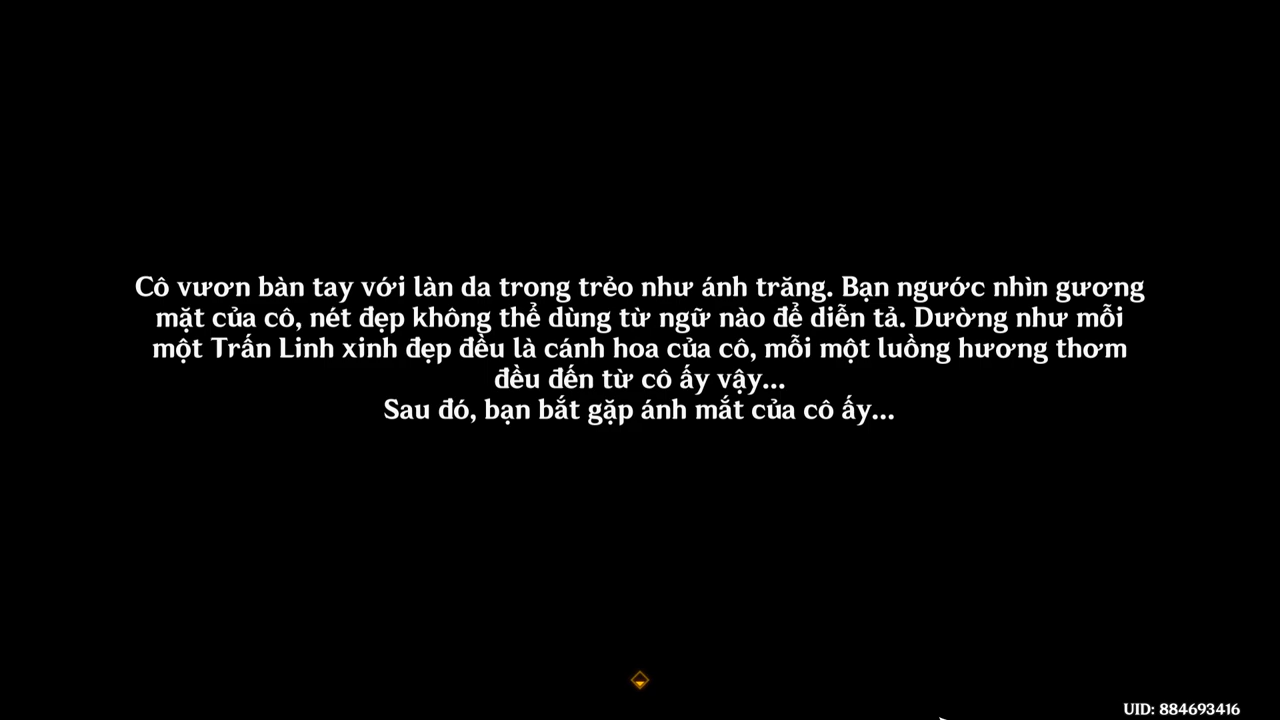 Cô vươn bàn tay với làn da trong trẻo như ánh trăng. Bạn ngước nhìn gương
mặt của cô, nét đẹp không thể dùng từ ngữ nào để diễn tả. Dường như mỗi
một Trấn Linh xinh đẹp đều là cánh hoa của cô, mỗi một luồng hương thơm
đều đến từ cô ấy vậy...
Sau đó, bạn bắt gặp ánh mắt của cô ấy...
UID: 884693416